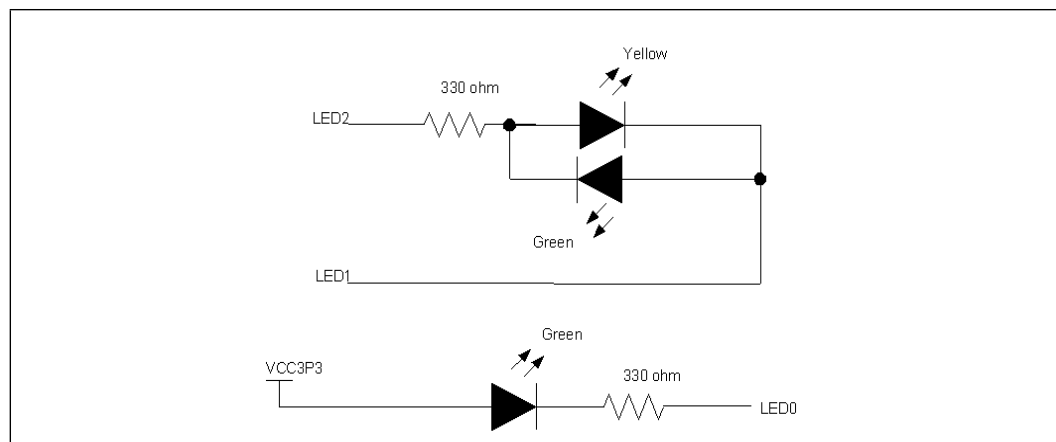 Yellow
330 ohm
LED2
Green
LED1
Green
VCC3P3
330 ohm
LED0